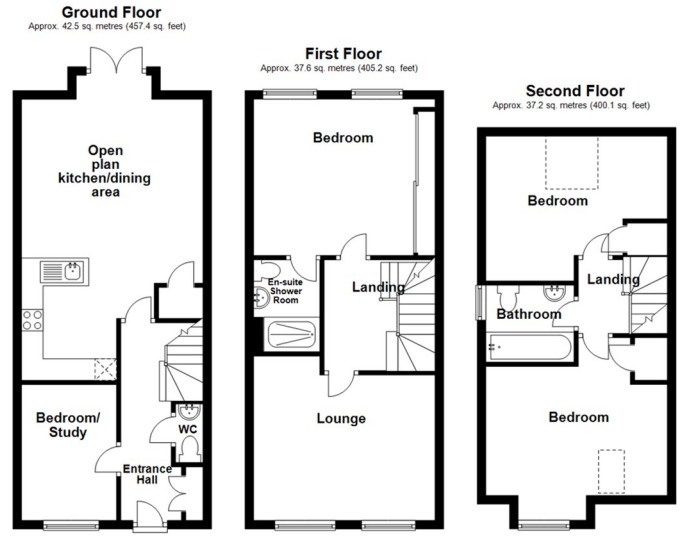 Ground Floor
Approx. 42.5 sq. metres (457.4 sq. feet)
Open
plan
kitchen/dining
area
Bedroom/
Study
WC
Entrance
Hall
First Floor
Approx. 37.6 sq. metres (405.2 sq. feet)
Bedroom
En-suite
Shower
Room
Landing
Lounge
Second Floor
Approx. 37.2 sq. metres (400.1 sq. feet)
Bedroom
Landing
Bathroom
Bedroom